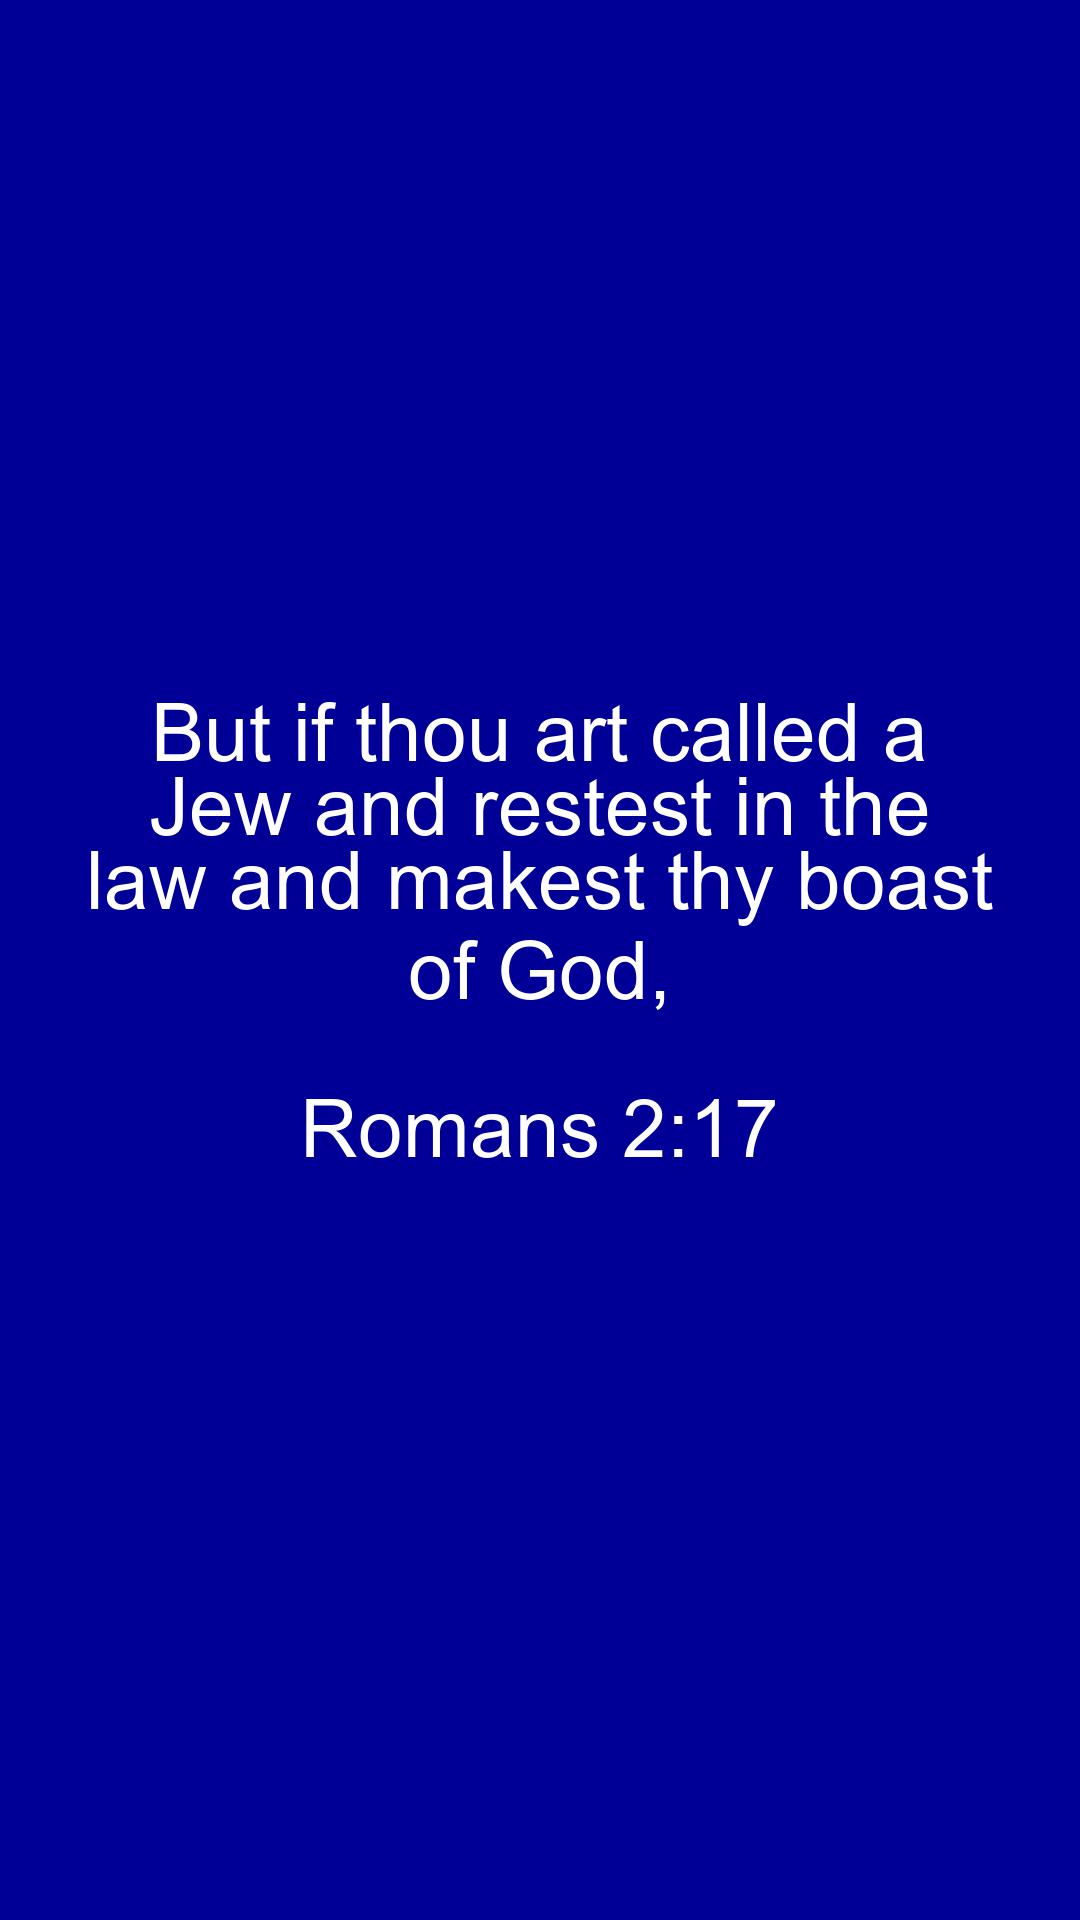 But if thou art called a
Jew and restest in the
law and makest thy boast
of God,
Romans 2:17